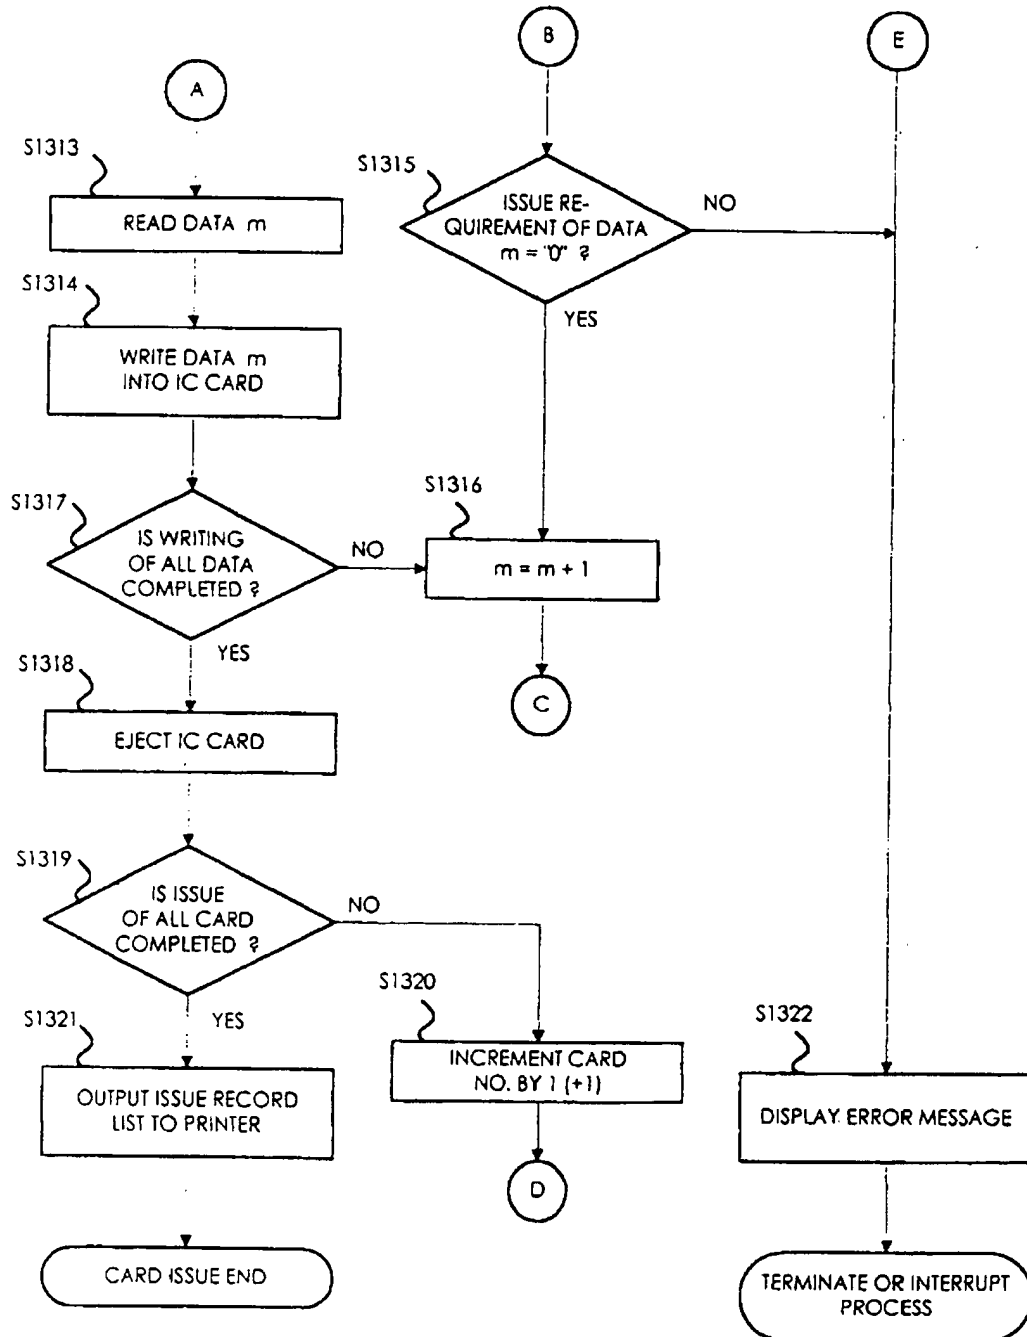 B
E
A
S1313
READ DATA m
S1315
ISSUE RE-
QUIREMENT OF DATA
m = "0" ?
NO
YES
S1314
WRITE DATA m
INTO IC CARD
S1317
IS WRITING
OF ALL DATA
COMPLETED ?
NO
YES
S1316
m = m + 1
C
S1318
EJECT IC CARD
S1319
IS ISSUE
OF ALL CARD
COMPLETED ?
NO
YES
S1320
INCREMENT CARD
NO. BY 1 (+1)
D
S1321
OUTPUT ISSUE RECORD
LIST TO PRINTER
S1322
DISPLAY ERROR MESSAGE
CARD ISSUE END
TERMINATE OR INTERRUPT
PROCESS